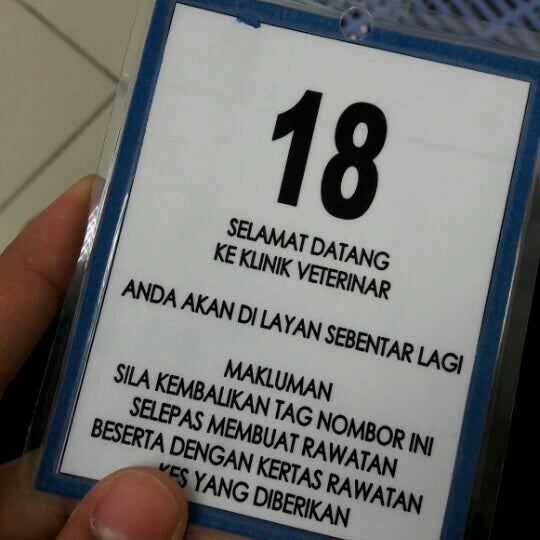 18
SELAMAT DATANG
KE KLINIK VETERINAR
ANDA AKAN DI LAYAN SEBENTAR LAGI
MAKLUMAN
SILA KEMBALIKAN TAG NOMBOR INI
SELEPAS MEMBUAT RAWATAN
BESERTA DENGAN KERTAS RAWATAN
KES YANG DIBERIKAN